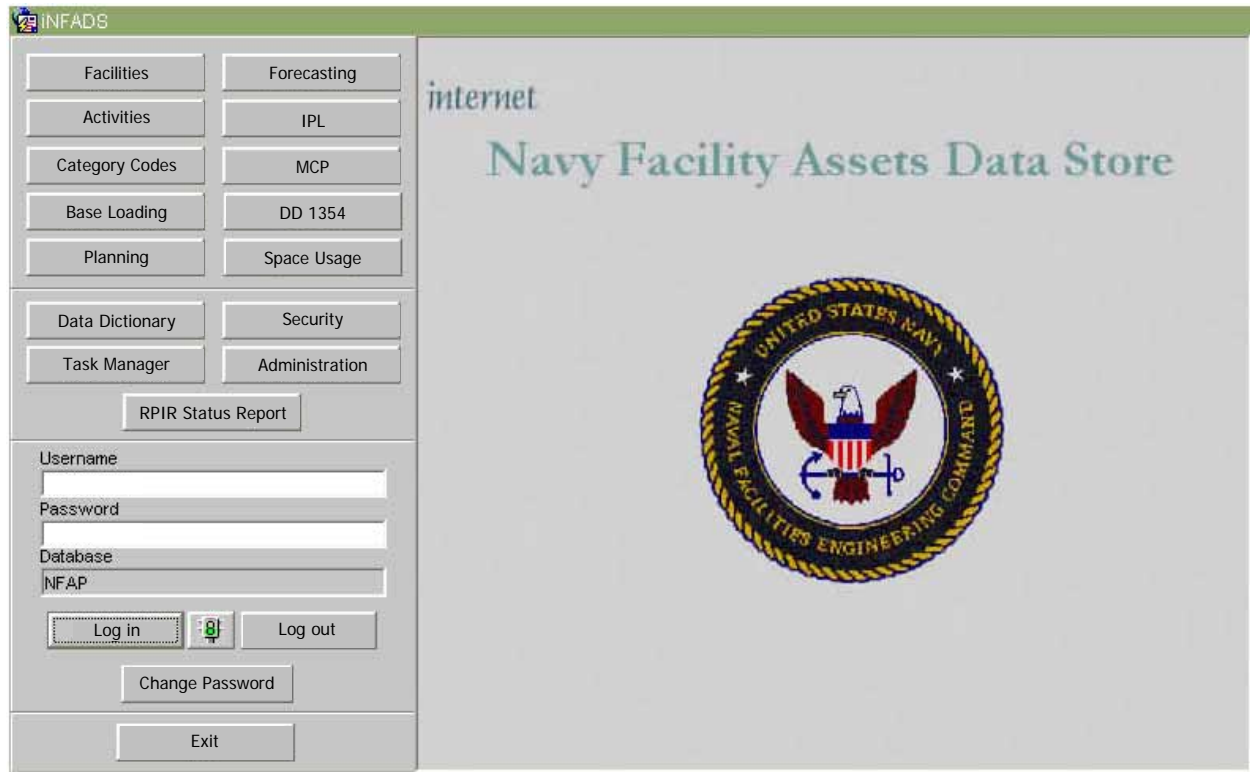 iNFADS
Facilities
Forecasting
Activities
IPL
Category Codes
MCP
Base Loading
DD 1354
Planning
Space Usage
Data Dictionary
Security
Task Manager
Administration
RPIR Status Report
Username
Password
Database
NFAP
Log in
Log out
Change Password
Exit
internet
Navy Facility Assets Data Store
UNITED STATES NAVY
NAVAL FACILITIES ENGINEERING COMMAND